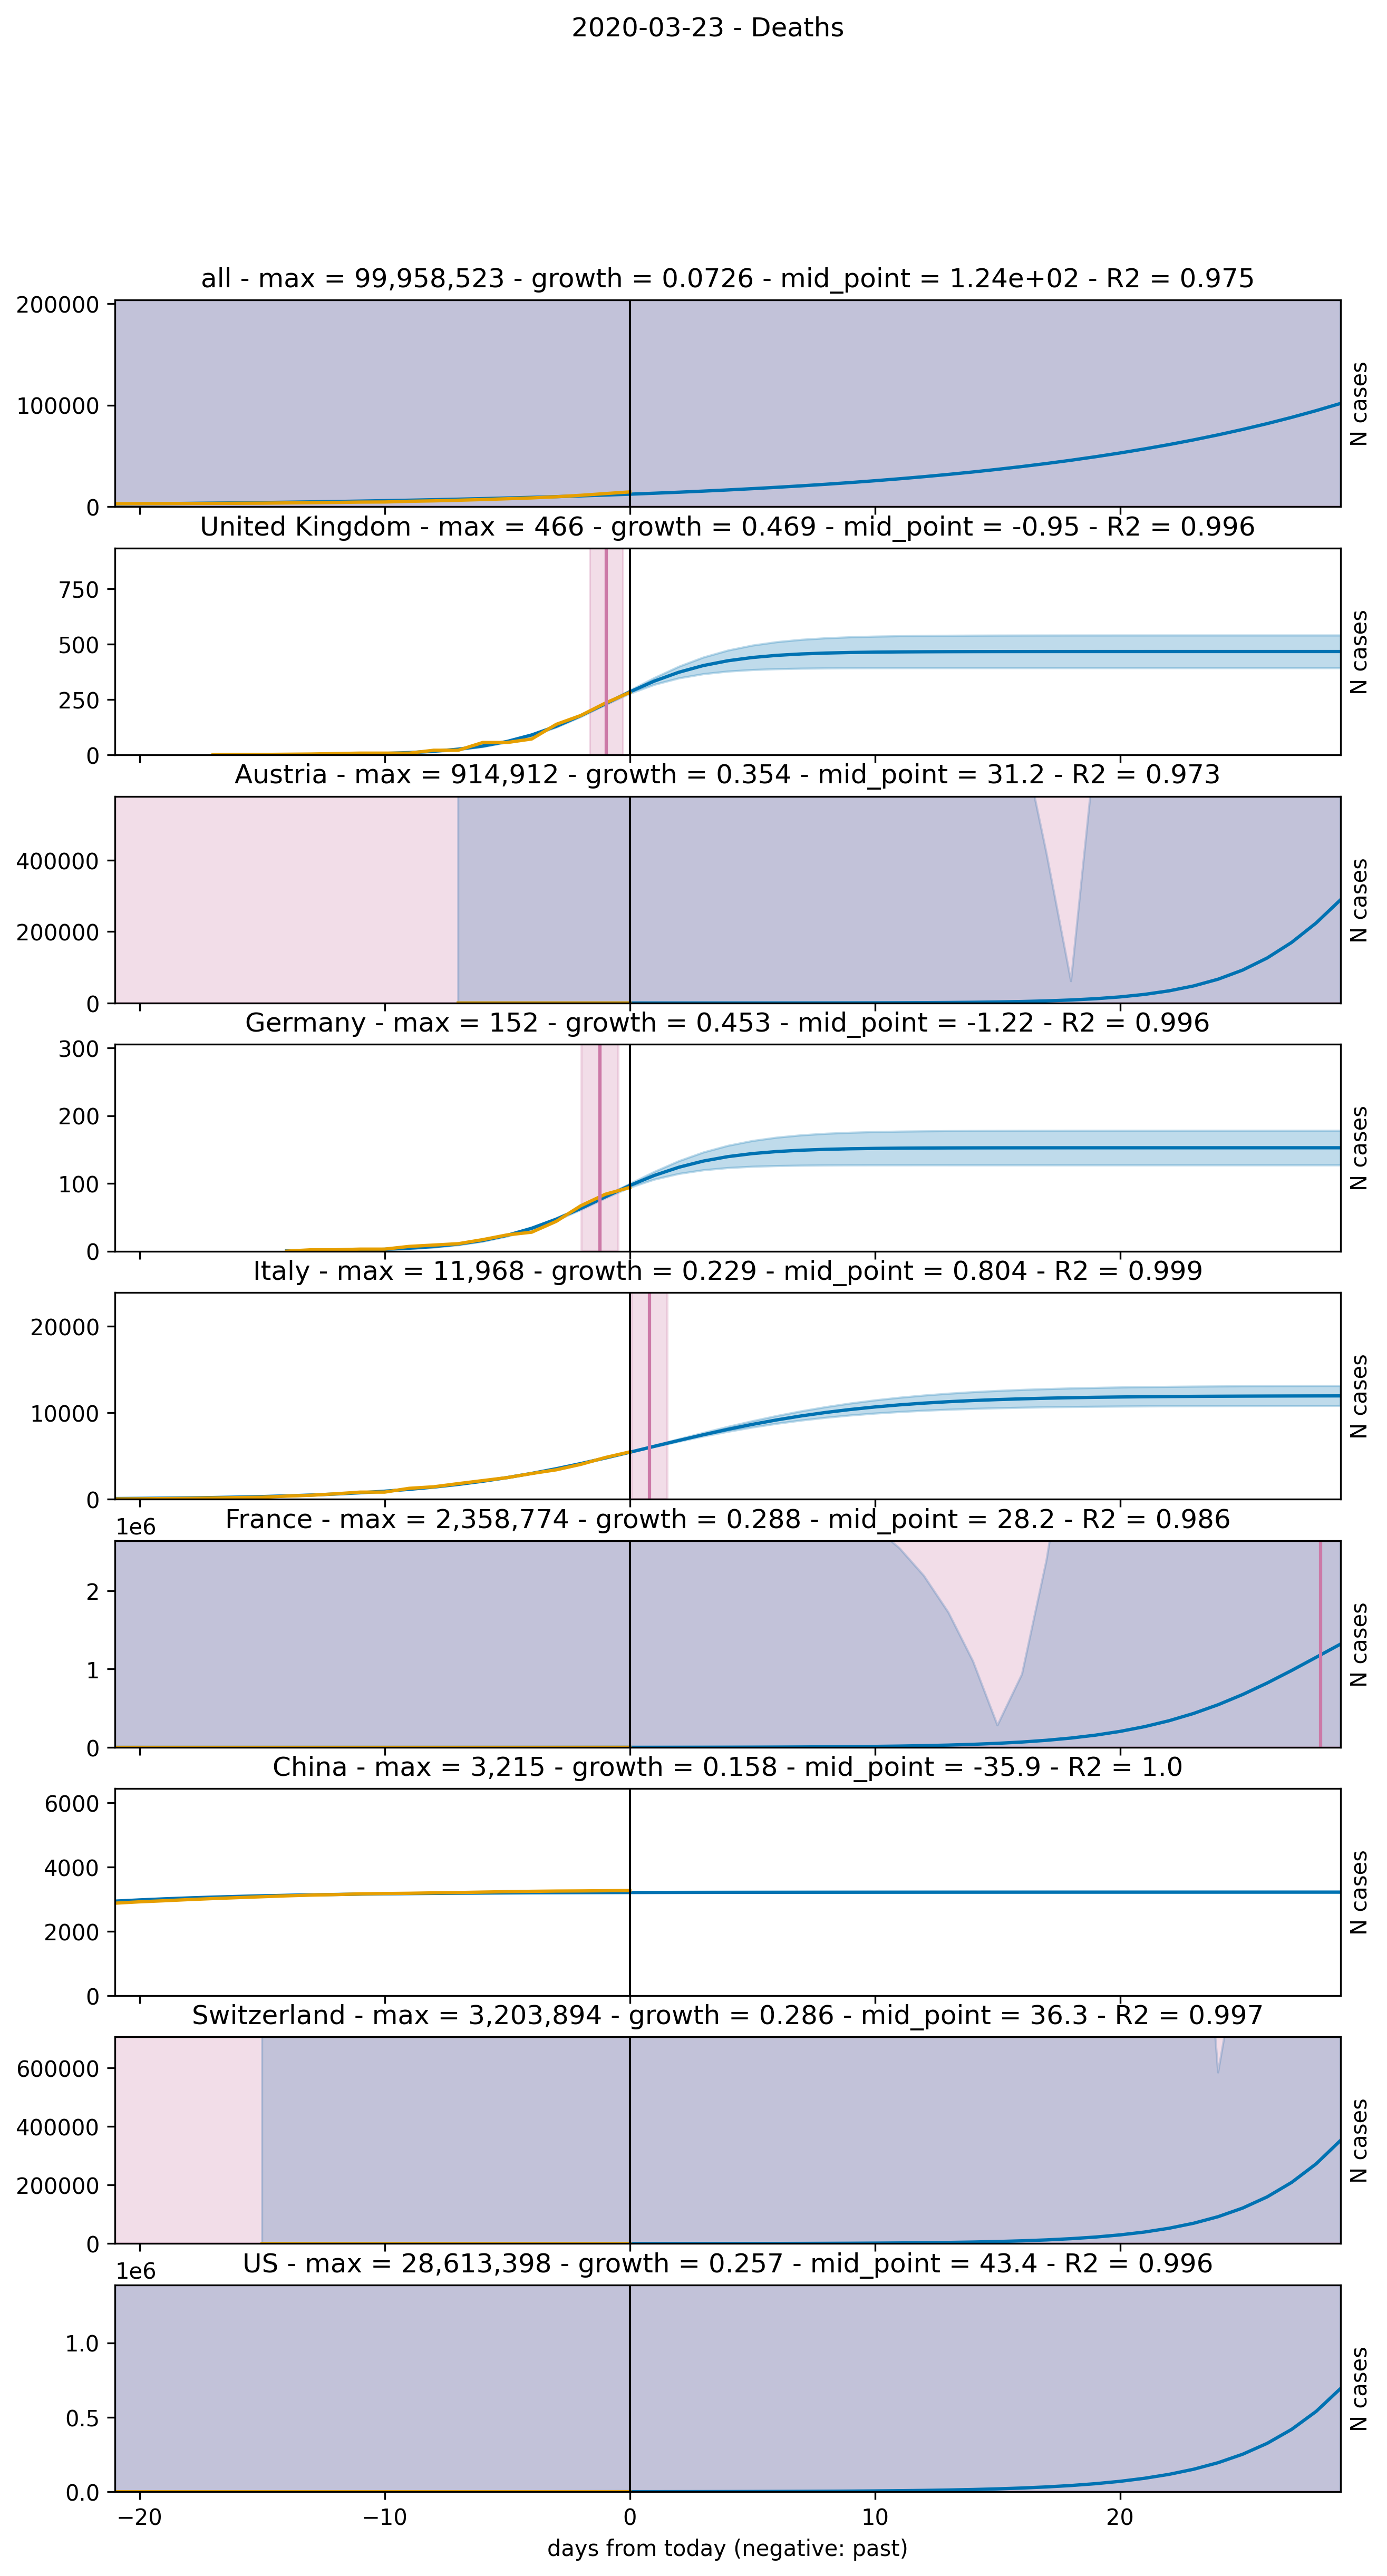 2020-03-23 - Deaths
all - max = 99,958,523 - growth = 0.0726 - mid_point = 1.24e+02 - R2 = 0.975
200000
100000
0
N cases
United Kingdom - max = 466 - growth = 0.469 - mid_point = -0.95 - R2 = 0.996
750
500
250
0
N cases
Austria - max = 914,912 - growth = 0.354 - mid_point = 31.2 - R2 = 0.973
400000
200000
0
N cases
Germany - max = 152 - growth = 0.453 - mid_point = -1.22 - R2 = 0.996
300
200
100
0
N cases
Italy - max = 11,968 - growth = 0.229 - mid_point = 0.804 - R2 = 0.999
20000
10000
0
N cases
1e6
France - max = 2,358,774 - growth = 0.288 - mid_point = 28.2 - R2 = 0.986
2
1
0
N cases
China - max = 3,215 - growth = 0.158 - mid_point = -35.9 - R2 = 1.0
6000
4000
2000
0
N cases
Switzerland - max = 3,203,894 - growth = 0.286 - mid_point = 36.3 - R2 = 0.997
600000
400000
200000
0
N cases
1e6
US - max = 28,613,398 - growth = 0.257 - mid_point = 43.4 - R2 = 0.996
1.0
0.5
0.0
N cases
−20 −10 0 10 20
days from today (negative: past)